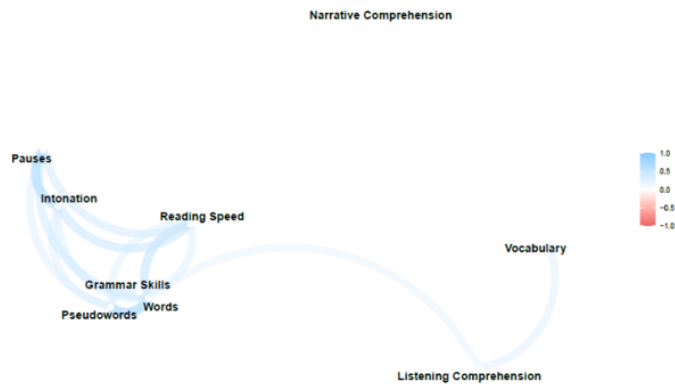 Narrative Comprehension
Pauses
Intonation
Reading Speed
Vocabulary
Grammar Skills
Words
Pseudowords
Listening Comprehension
1.0
0.5
0.0
−0.5
−1.0